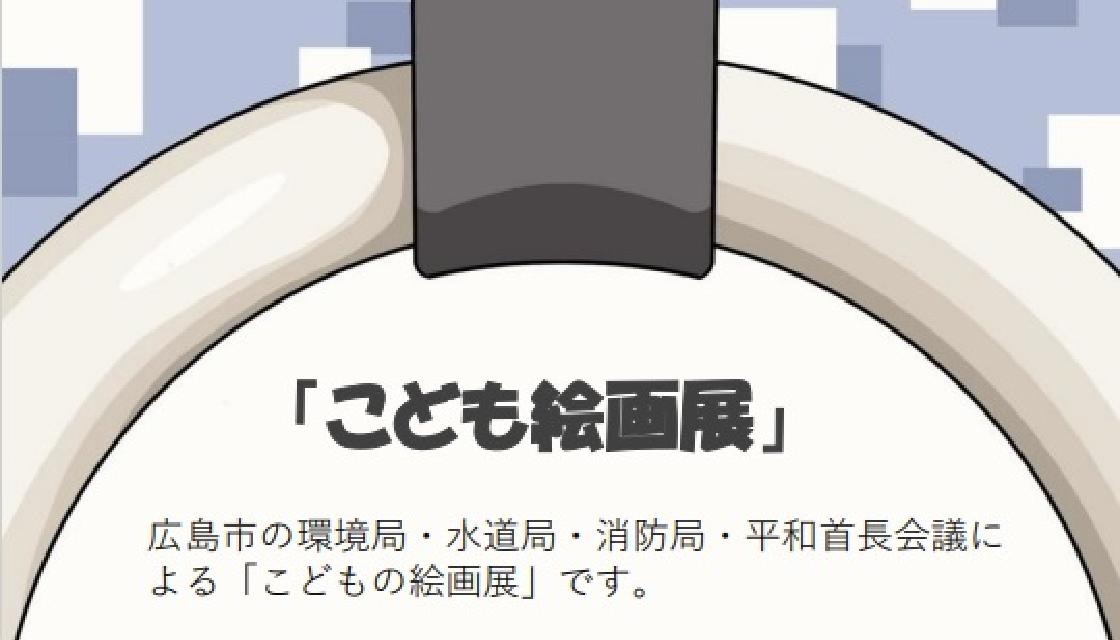 「こども絵画展」
広島市の環境局・水道局・消防局・平和首長会議に
よる「こどもの絵画展」です。